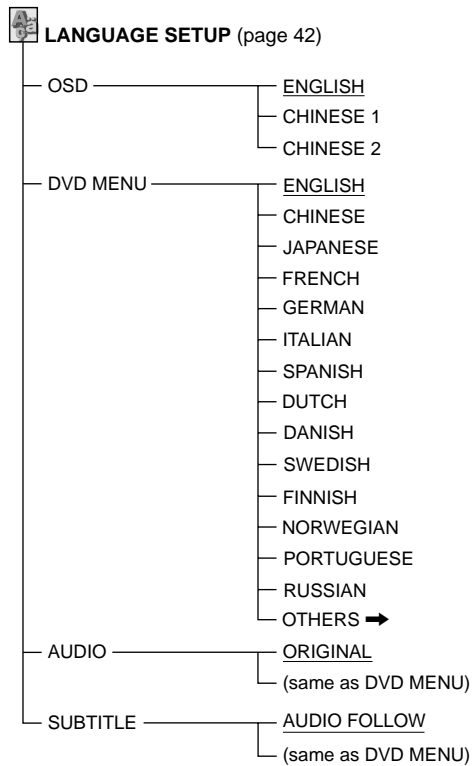 LANGUAGE SETUP (page 42)
OSD
ENGLISH
CHINESE 1
CHINESE 2
DVD MENU
ENGLISH
CHINESE
JAPANESE
FRENCH
GERMAN
ITALIAN
SPANISH
DUTCH
DANISH
SWEDISH
FINNISH
NORWEGIAN
PORTUGUESE
RUSSIAN
OTHERS ➡
AUDIO
ORIGINAL
(same as DVD MENU)
SUBTITLE
AUDIO FOLLOW
(same as DVD MENU)